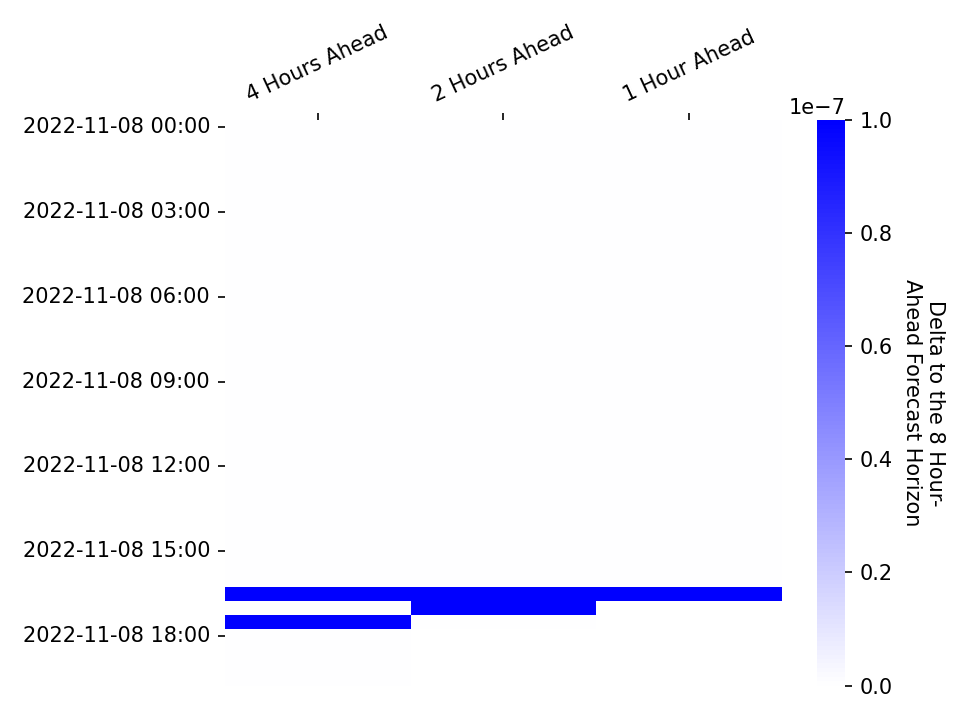 4 Hours Ahead
2 Hours Ahead
1 Hour Ahead
1e−7
2022-11-08 00:00
2022-11-08 03:00
2022-11-08 06:00
2022-11-08 09:00
2022-11-08 12:00
2022-11-08 15:00
2022-11-08 18:00
1.0
0.8
0.6
0.4
0.2
0.0
Delta to the 8 Hour-
Ahead Forecast Horizon